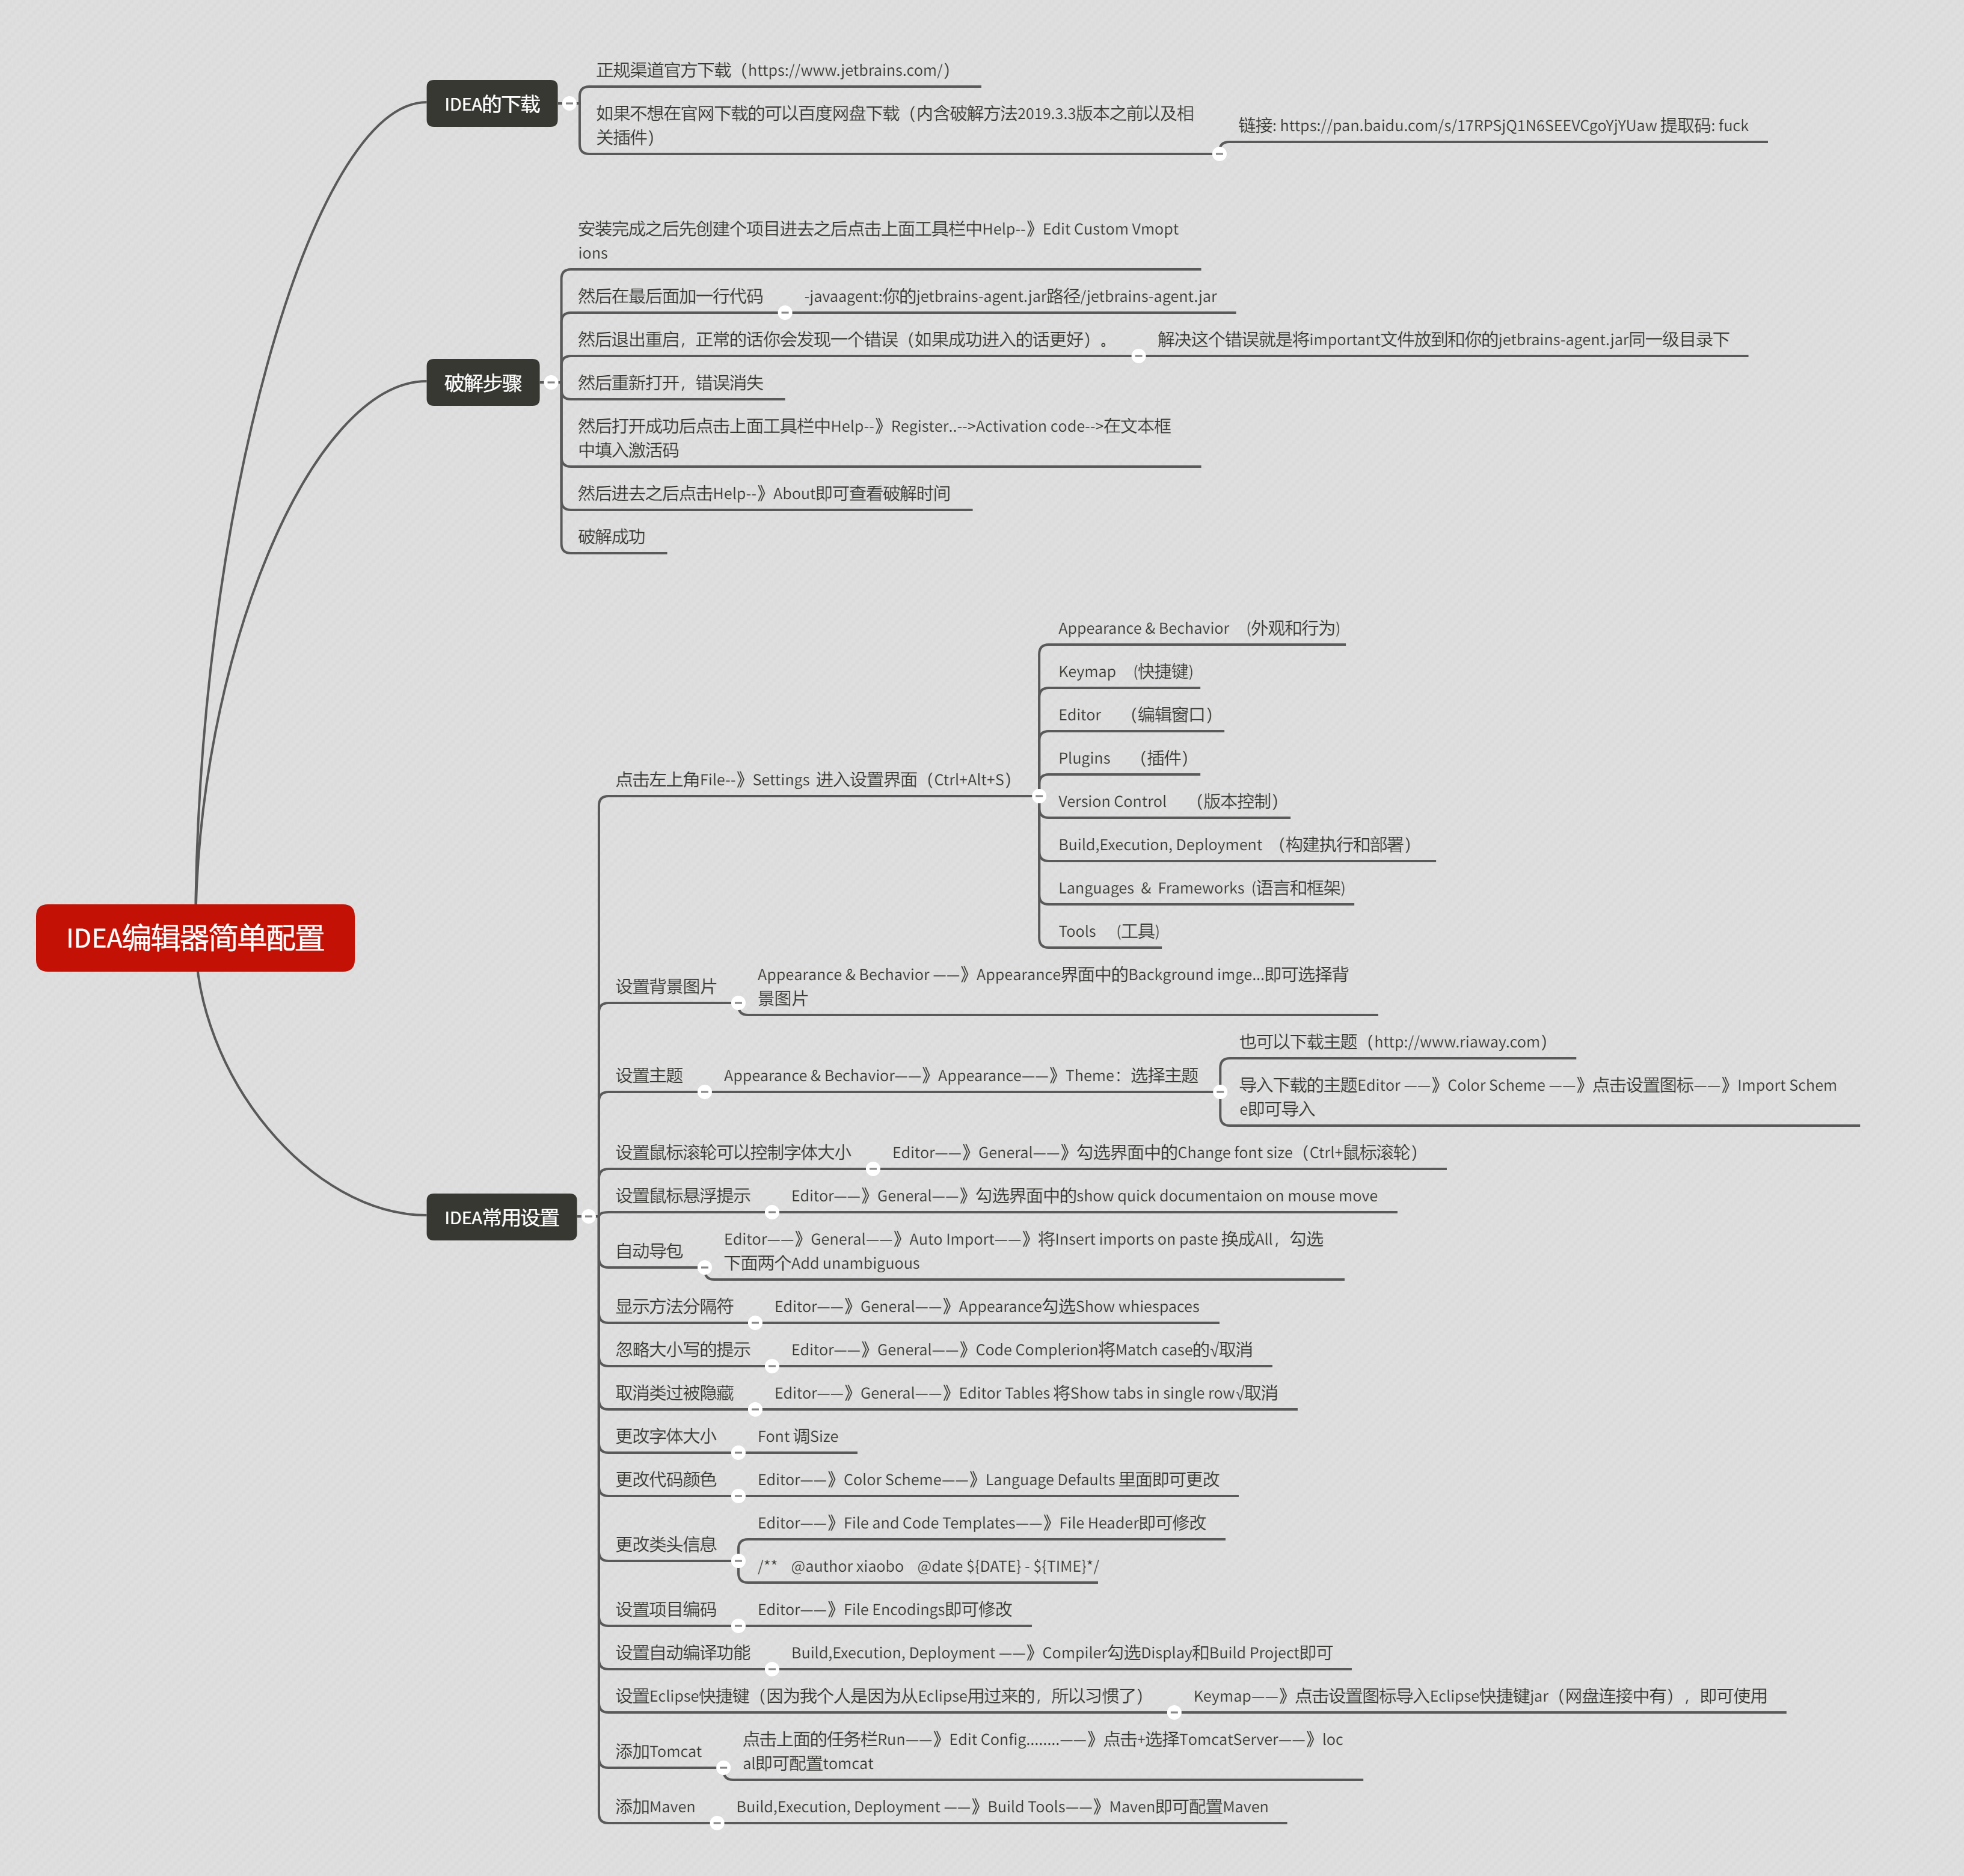 IDEA编辑器简单配置
IDEA的下载
正规渠道官方下载（https://www.jetbrains.com/）
如果不想在官网下载的可以百度网盘下载（内含破解方法2019.3.3版本之前以及相
关插件）
链接: https://pan.baidu.com/s/17RPSjQ1N6SEEVCgoYjYUaw 提取码: fuck
破解步骤
安装完成之后先创建个项目进去之后点击上面工具栏中Help--》Edit Custom Vmopt
ions
然后在最后面加一行代码
-javaagent:你的jetbrains-agent.jar路径/jetbrains-agent.jar
然后退出重启，正常的话你会发现一个错误（如果成功进入的话更好）。
解决这个错误就是将important文件放到和你的jetbrains-agent.jar同一级目录下
然后重新打开，错误消失
然后打开成功后点击上面工具栏中Help--》Register..-->Activation code-->在文本框
中填入激活码
然后进去之后点击Help--》About即可查看破解时间
破解成功
IDEA常用设置
点击左上角File--》Settings 进入设置界面（Ctrl+Alt+S）
Appearance & Bechavior （外观和行为)
Keymap （快捷键)
Editor （编辑窗口）
Plugins （插件）
Version Control （版本控制）
Build,Execution, Deployment （构建执行和部署）
Languages & Frameworks (语言和框架)
Tools （工具)
设置背景图片
Appearance & Bechavior ——》Appearance界面中的Background imge...即可选择背
景图片
设置主题
Appearance & Bechavior——》Appearance——》Theme：选择主题
也可以下载主题（http://www.riaway.com）
导入下载的主题Editor ——》Color Scheme ——》点击设置图标——》Import Schem
e即可导入
设置鼠标滚轮可以控制字体大小
Editor——》General——》勾选界面中的Change font size（Ctrl+鼠标滚轮）
设置鼠标悬浮提示
Editor——》General——》勾选界面中的show quick documentaion on mouse move
自动导包
Editor——》General——》Auto Import——》将Insert imports on paste 换成All，勾选
下面两个Add unambiguous
显示方法分隔符
Editor——》General——》Appearance勾选Show whiespaces
忽略大小写的提示
Editor——》General——》Code Complerion将Match case的√取消
取消类过被隐藏
Editor——》General——》Editor Tables 将Show tabs in single row√取消
更改字体大小
Font 调Size
更改代码颜色
Editor——》Color Scheme——》Language Defaults 里面即可更改
更改类头信息
Editor——》File and Code Templates——》File Header即可修改
/** @author xiaobo @date ${DATE} - ${TIME}*/
设置项目编码
Editor——》File Encodings即可修改
设置自动编译功能
Build,Execution, Deployment ——》Compiler勾选Display和Build Project即可
设置Eclipse快捷键（因为我个人是因为从Eclipse用过来的，所以习惯了）
Keymap——》点击设置图标导入Eclipse快捷键jar（网盘连接中有），即可使用
添加Tomcat
点击上面的任务栏Run——》Edit Config........——》点击+选择TomcatServer——》loc
al即可配置tomcat
添加Maven
Build,Execution, Deployment ——》Build Tools——》Maven即可配置Maven